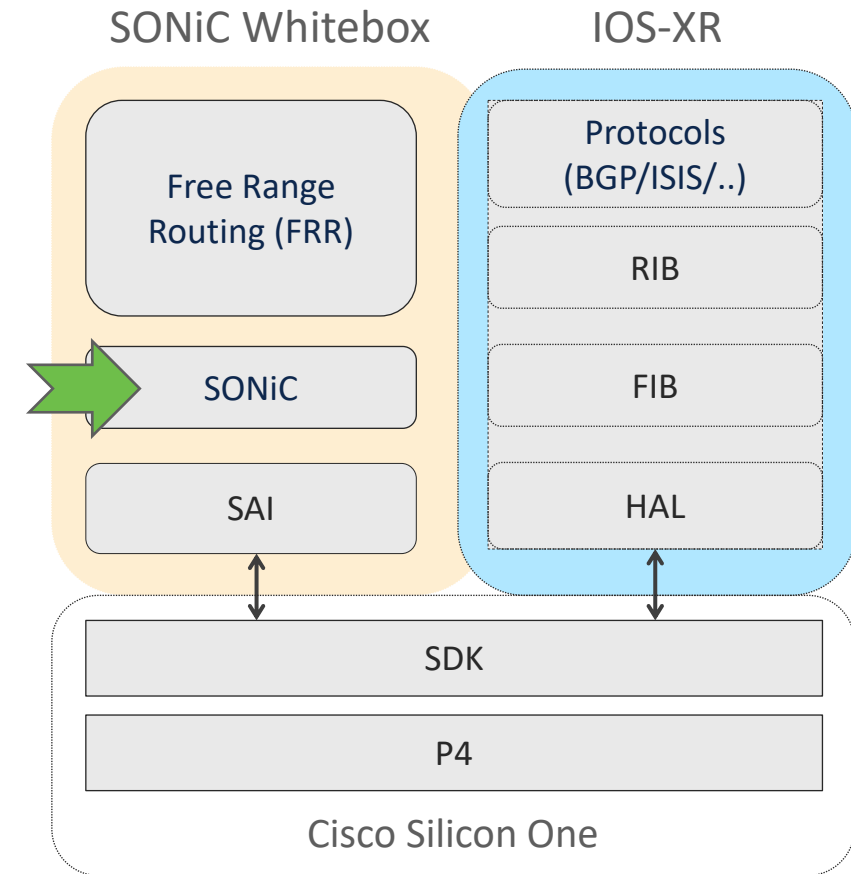 SONiC Whitebox
IOS-XR
Free Range
Routing (FRR)
SONiC
SAI
Protocols
(BGP/ISIS/..)
RIB
FIB
HAL
SDK
P4
Cisco Silicon One